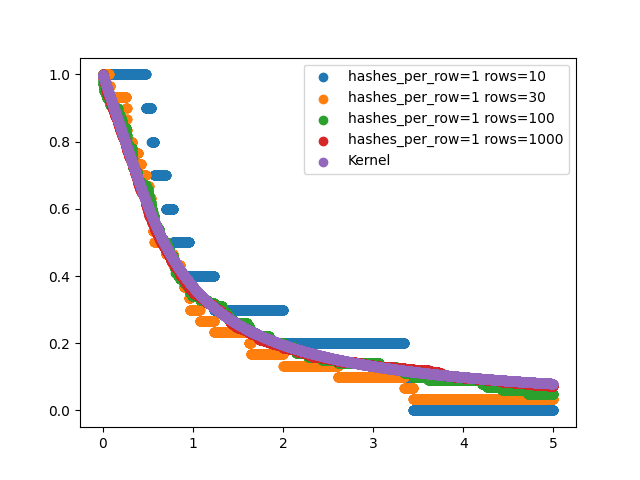 1.0
0.8
0.6
0.4
0.2
0.0
0 1 2 3 4 5
hashes_per_row=1 rows=10
hashes_per_row=1 rows=30
hashes_per_row=1 rows=100
hashes_per_row=1 rows=1000
Kernel